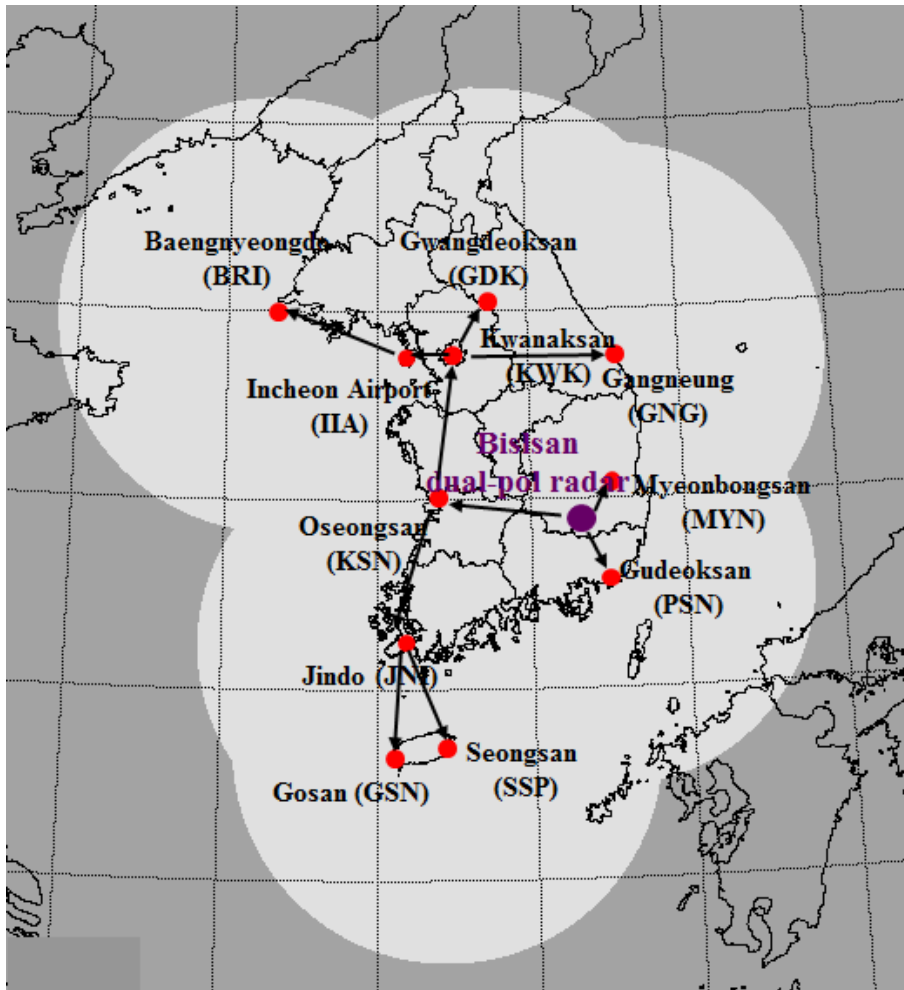 Baengnyeongdo
(BRI)
Gwangdeoksan
(GDK)
Kwanaksan
(KWK)
Incheon Airport
(IIA)
Gangneung
(GNG)
Bislsan
dual-pol radar
Myeonbongsan
(MYN)
Oseongsan
(KSN)
Gudeoksan
(PSN)
Jindo (JNI)
Seongsan
(SSP)
Gosan (GSN)